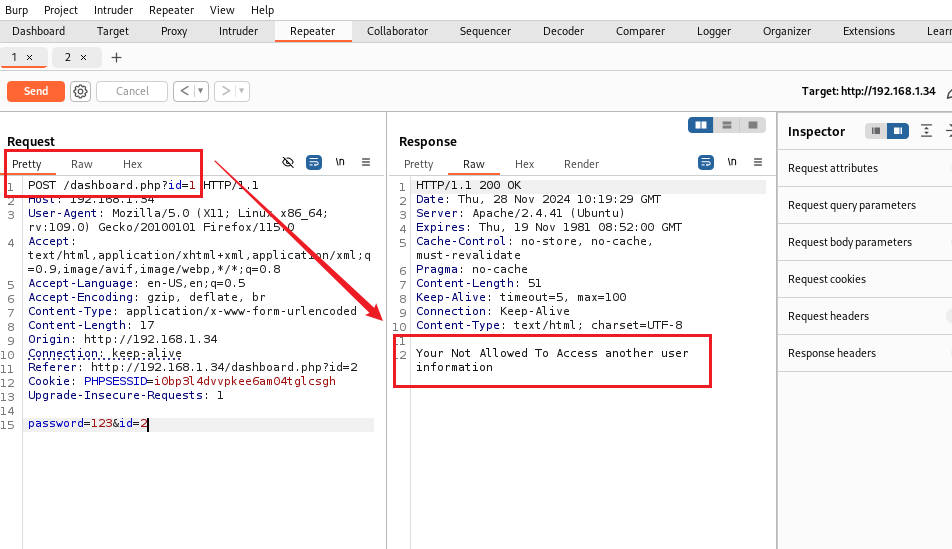 Burp Project Intruder Repeater View Help
Dashboard Target Proxy Intruder Repeater Collaborator Sequencer Decoder Comparer Logger Organizer Extensions Learn
1 × 2 × +
Send Cancel < ▾ > ▾ Target: http://192.168.1.34
Request
Pretty Raw Hex \n
1 POST /dashboard.php?id=1 HTTP/1.1
2 Host: 192.168.1.34
3 User-Agent: Mozilla/5.0 (X11; Linux x86_64;
rv:109.0) Gecko/20100101 Firefox/115.0
4 Accept:
text/html,application/xhtml+xml,application/xml;q
=0.9,image/avif,image/webp,*/*;q=0.8
5 Accept-Language: en-US,en;q=0.5
6 Accept-Encoding: gzip, deflate, br
7 Content-Type: application/x-www-form-urlencoded
8 Content-Length: 17
9 Origin: http://192.168.1.34
10 Connection: keep-alive
11 Referer: http://192.168.1.34/dashboard.php?id=2
12 Cookie: PHPSESSID=i0bp3l4dvvpkee6am04tglcsgh
13 Upgrade-Insecure-Requests: 1
14
15 password=123&id=2
Response
Pretty Raw Hex Render \n
1 HTTP/1.1 200 OK
2 Date: Thu, 28 Nov 2024 10:19:29 GMT
3 Server: Apache/2.4.41 (Ubuntu)
4 Expires: Thu, 19 Nov 1981 08:52:00 GMT
5 Cache-Control: no-store, no-cache,
must-revalidate
6 Pragma: no-cache
7 Content-Length: 51
8 Keep-Alive: timeout=5, max=100
9 Connection: Keep-Alive
10 Content-Type: text/html; charset=UTF-8
11
12 Your Not Allowed To Access another user
information
Inspector
Request attributes
Request query parameters
Request body parameters
Request cookies
Request headers
Response headers